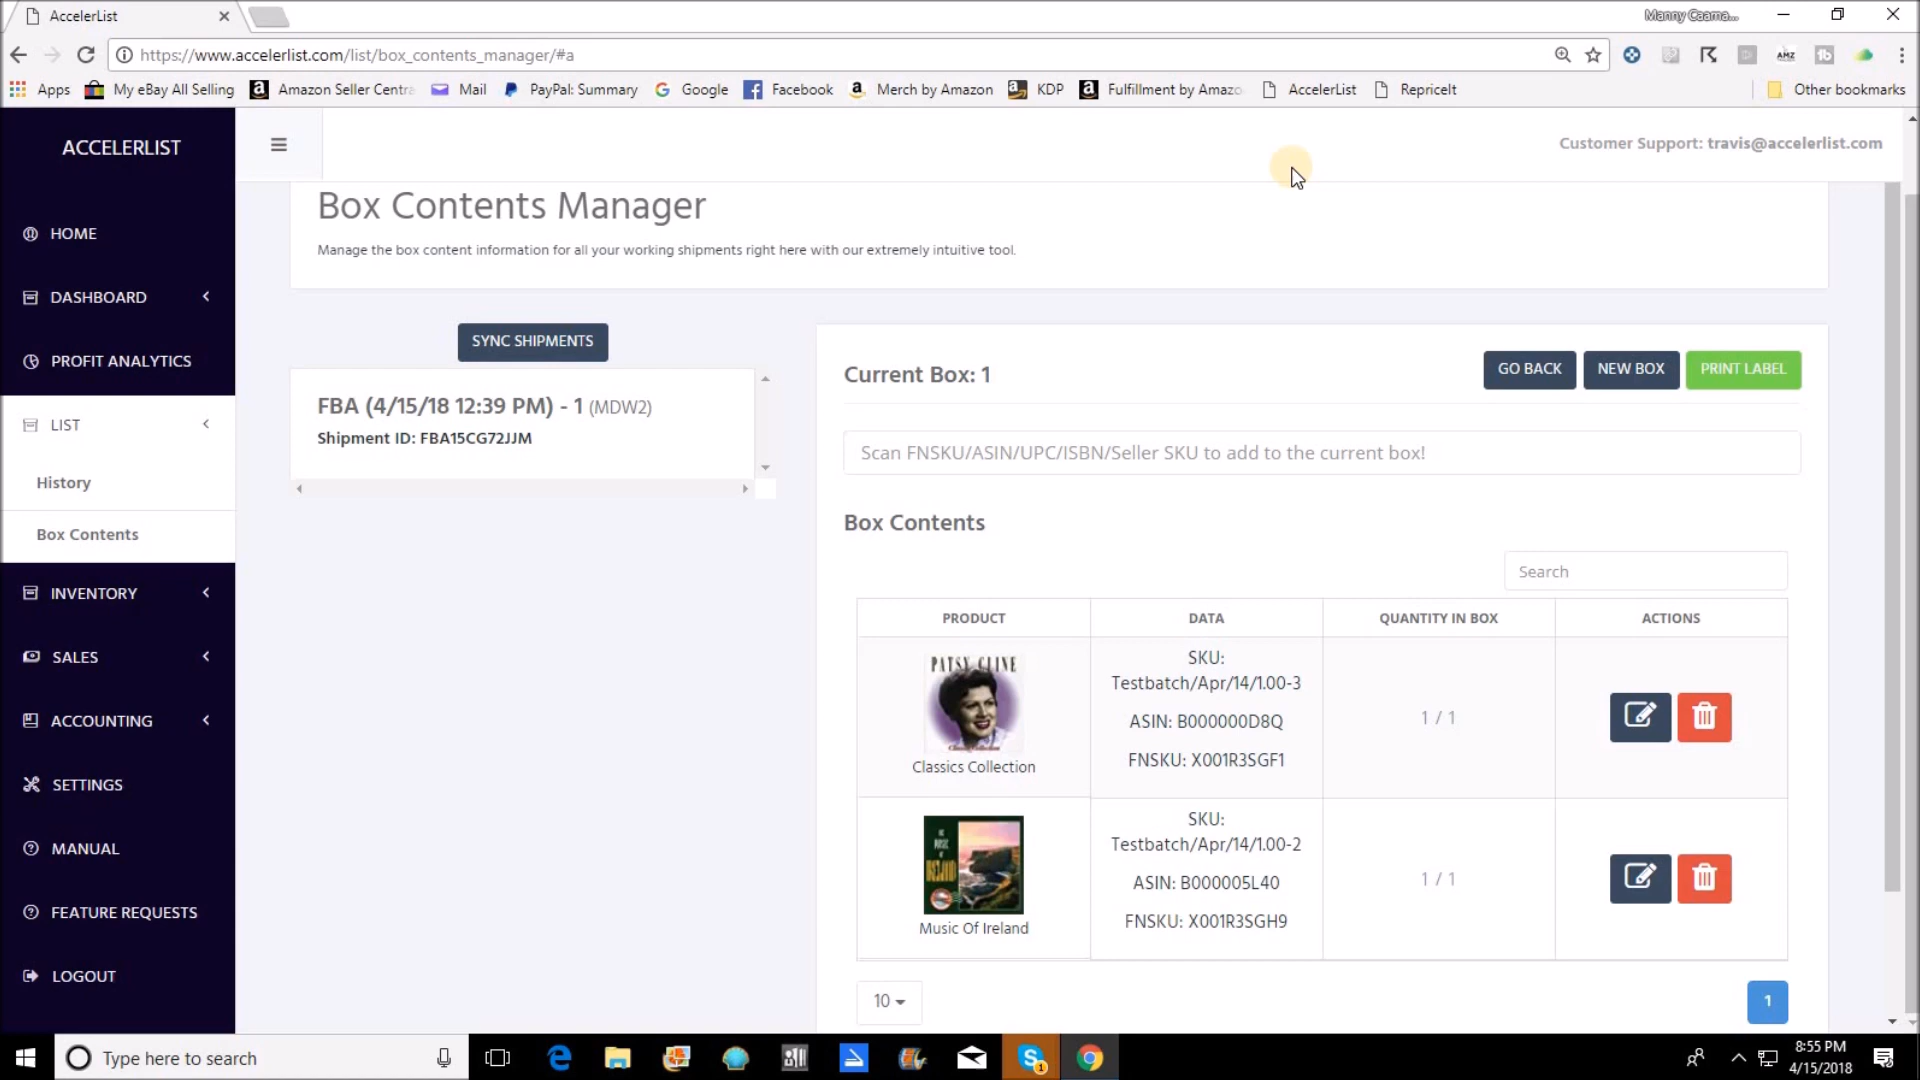 AccelerList
Manny Caama...
https://www.accelerlist.com/list/box_contents_manager/#a
Apps
My eBay All Selling
Amazon Seller Centra
Mail
PayPal: Summary
Google
Facebook
Merch by Amazon
KDP
Fulfillment by Amazo
AccelerList
RepriceIt
Other bookmarks
AMZ
ACCELERLIST
Customer Support: travis@accelerlist.com
HOME
DASHBOARD
PROFIT ANALYTICS
LIST
History
Box Contents
INVENTORY
SALES
ACCOUNTING
SETTINGS
MANUAL
FEATURE REQUESTS
LOGOUT
Box Contents Manager
Manage the box content information for all your working shipments right here with our extremely intuitive tool.
SYNC SHIPMENTS
FBA (4/15/18 12:39 PM) - 1 (MDW2)
Shipment ID: FBA15CG72JJM
Current Box: 1
GO BACK
NEW BOX
PRINT LABEL
Scan FNSKU/ASIN/UPC/ISBN/Seller SKU to add to the current box!
Box Contents
Search
PRODUCT
DATA
QUANTITY IN BOX
ACTIONS
PATSY CLINE
Classics Collection
SKU:
Testbatch/Apr/14/1.00-3
ASIN: B000000D8Q
FNSKU: X001R3SGF1
1 / 1
Music Of Ireland
SKU:
Testbatch/Apr/14/1.00-2
ASIN: B000005L40
FNSKU: X001R3SGH9
1 / 1
10
1
Type here to search
8:55 PM
4/15/2018